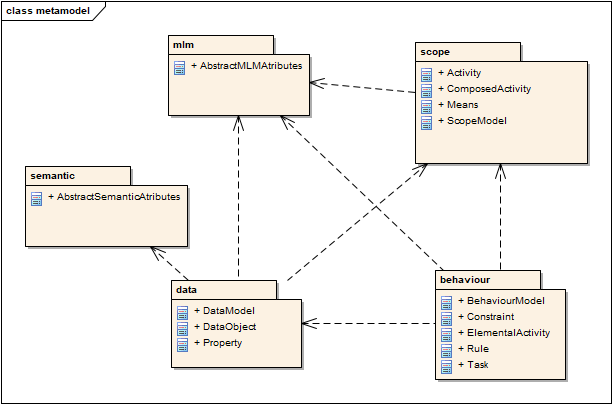 class metamodel
mlm
+ AbstractMLMAtributes
scope
+ Activity
+ ComposedActivity
+ Means
+ ScopeModel
semantic
+ AbstractSemanticAtributes
data
+ DataModel
+ DataObject
+ Property
behaviour
+ BehaviourModel
+ Constraint
+ ElementalActivity
+ Rule
+ Task